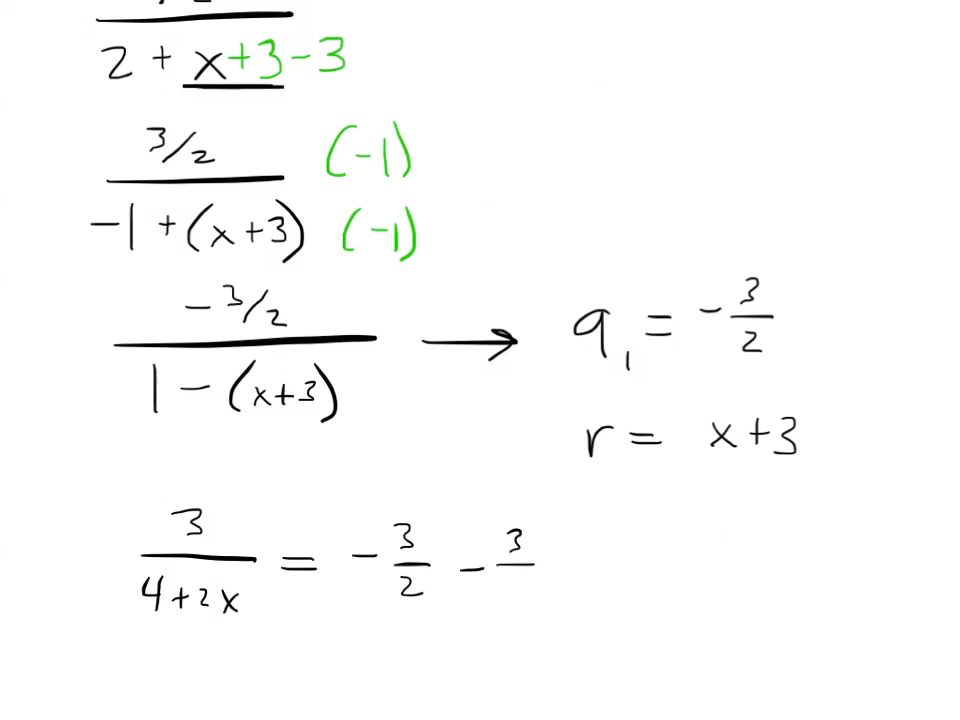 2 + x+3-3
3/2 (-1)
-1 + (x+3) (-1)
-3/2
1 - (x+3)
→ a₁ = -3/2
r = x+3
3/(4+2x) = -3/2 - 3